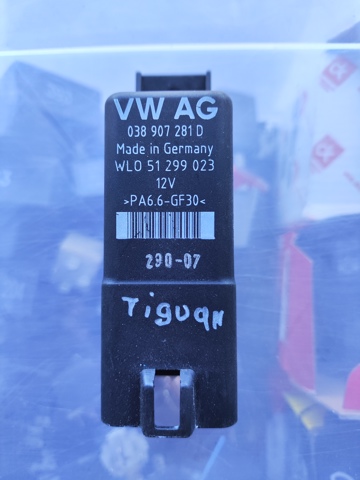 VW AG
038 907 281 D
Made in Germany
WLO 51 299 023
12V
>PA6.6-GF30<
290-07
Tiguan